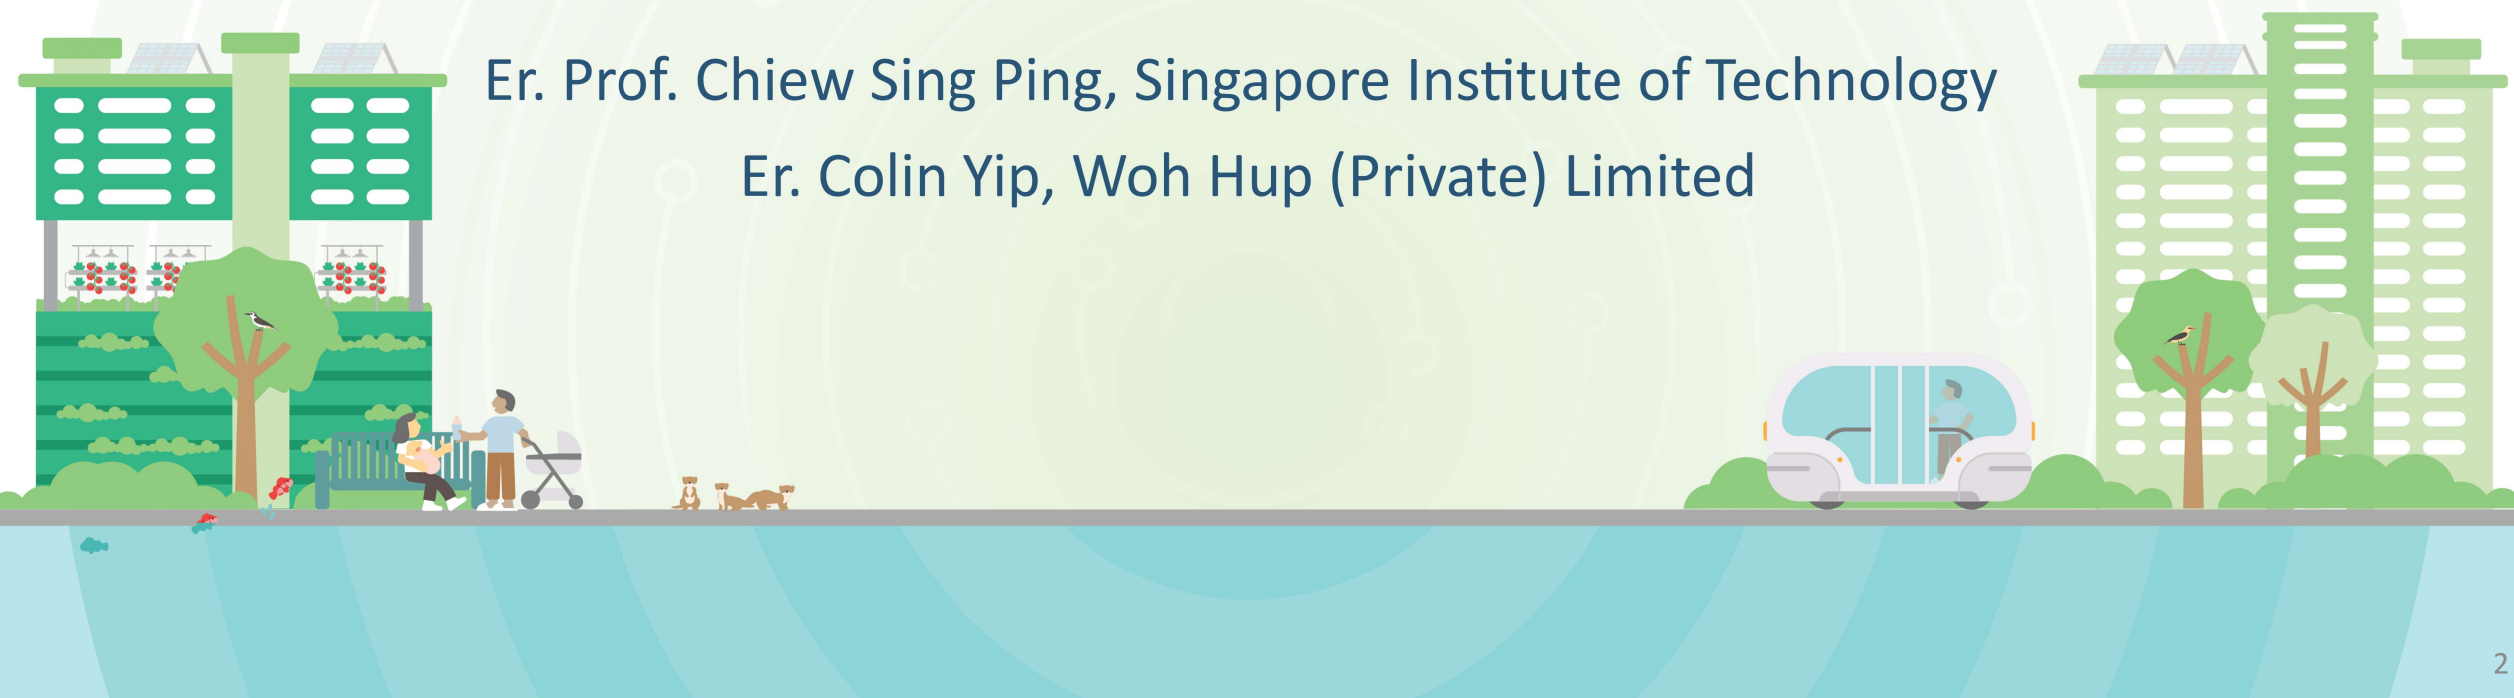 Er. Prof. Chiew Sing Ping, Singapore Institute of Technology
Er. Colin Yip, Woh Hup (Private) Limited
2